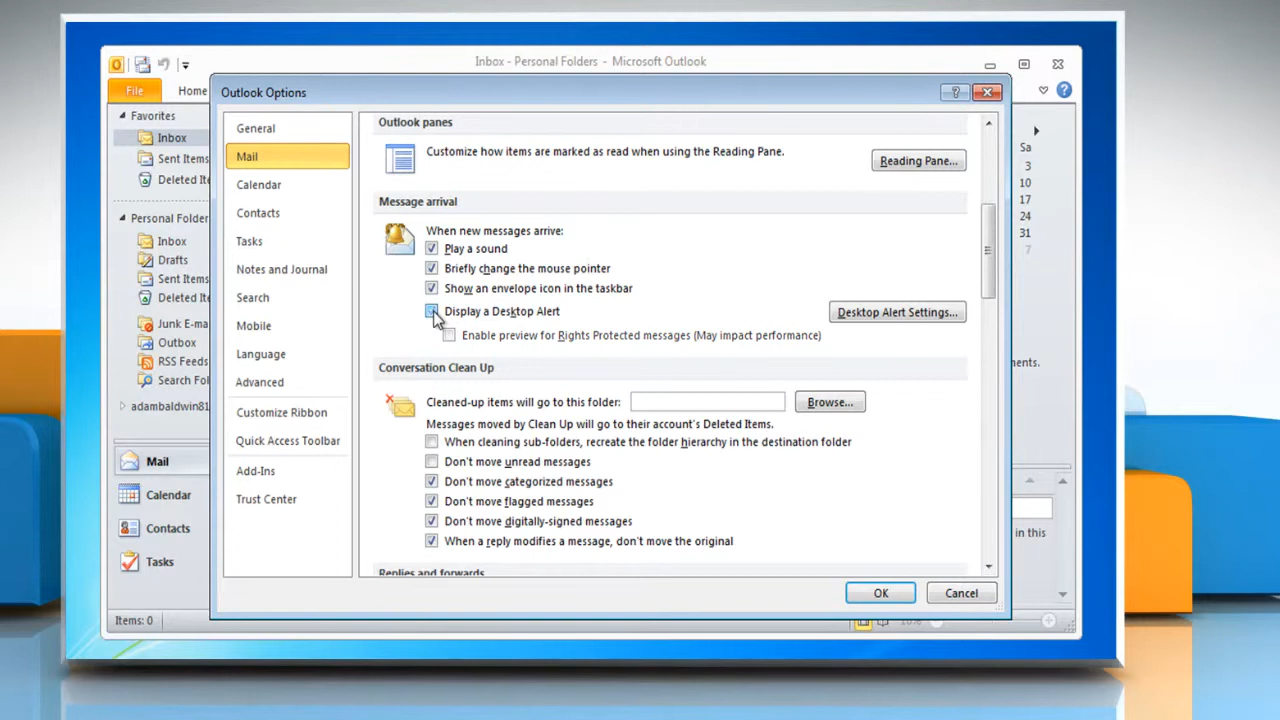 Inbox - Personal Folders - Microsoft Outlook
File
Home
Favorites
Inbox
Sent Items
Deleted Ite
Personal Folder
Inbox
Drafts
Sent Items
Deleted Ite
Junk E-ma
Outbox
RSS Feeds
Search Fol
adambaldwin81
Mail
Calendar
Contacts
Tasks
Items: 0
Outlook Options
General
Mail
Calendar
Contacts
Tasks
Notes and Journal
Search
Mobile
Language
Advanced
Customize Ribbon
Quick Access Toolbar
Add-Ins
Trust Center
Outlook panes
Customize how items are marked as read when using the Reading Pane.
Reading Pane...
Message arrival
When new messages arrive:
Play a sound
Briefly change the mouse pointer
Show an envelope icon in the taskbar
Display a Desktop Alert
Desktop Alert Settings...
Enable preview for Rights Protected messages (May impact performance)
Conversation Clean Up
Cleaned-up items will go to this folder:
Browse...
Messages moved by Clean Up will go to their account's Deleted Items.
When cleaning sub-folders, recreate the folder hierarchy in the destination folder
Don't move unread messages
Don't move categorized messages
Don't move flagged messages
Don't move digitally-signed messages
When a reply modifies a message, don't move the original
Replies and forwards
OK
Cancel
Sa
3
10
17
24
31
7
ments.
in this
10%